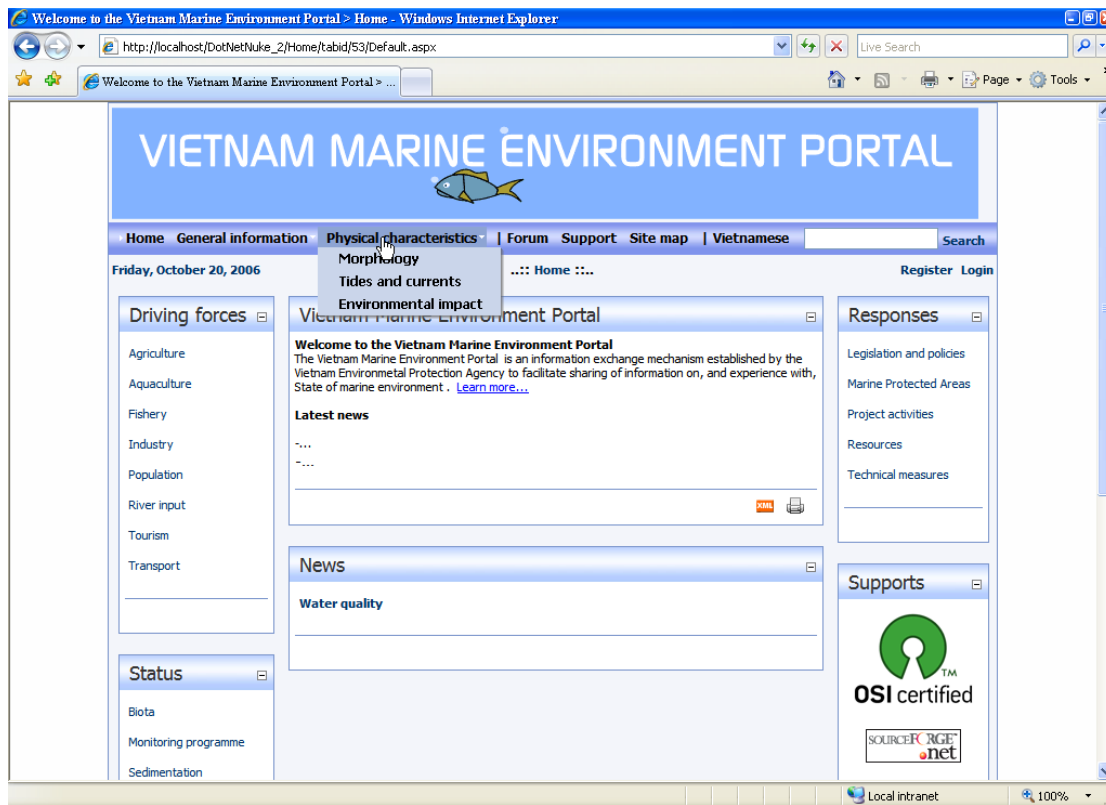 Welcome to the Vietnam Marine Environment Portal > Home - Windows Internet Explorer
http://localhost/DotNetNuke_2/Home/tabid/53/Default.aspx
Live Search
Welcome to the Vietnam Marine Environment Portal > ...
Page
Tools
VIETNAM MARINE ENVIRONMENT PORTAL
Home General information Physical characteristics | Forum Support Site map | Vietnamese Search
Morphology
Tides and currents
Environmental impact
Friday, October 20, 2006 ..:: Home ::.. Register Login
Driving forces
Agriculture
Aquaculture
Fishery
Industry
Population
River input
Tourism
Transport
Status
Biota
Monitoring programme
Sedimentation
Vietnam Marine Environment Portal
Welcome to the Vietnam Marine Environment Portal
The Vietnam Marine Environment Portal is an information exchange mechanism established by the
Vietnam Environmetal Protection Agency to facilitate sharing of information on, and experience with,
State of marine environment . Learn more...
Latest news
-...
-...
XML
News
Water quality
Responses
Legislation and policies
Marine Protected Areas
Project activities
Resources
Technical measures
Supports
TM
OSI certified
SOURCEFORGE
.net
Local intranet
100%